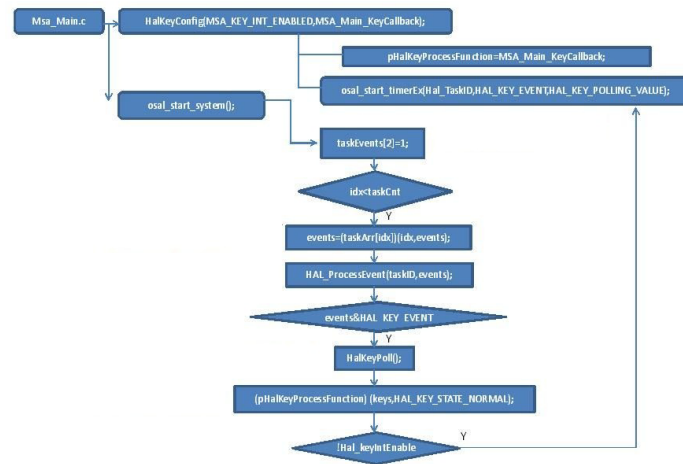 Msa_Main.c
HalKeyConfig(MSA_KEY_INT_ENABLED,MSA_Main_KeyCallback);
pHalKeyProcessFunction=MSA_Main_KeyCallback;
osal_start_timerEx(Hal_TaskID,HAL_KEY_EVENT,HAL_KEY_POLLING_VALUE);
osal_start_system();
taskEvents[2]=1;
idx<taskCnt
Y
events=(taskArr[idx])(idx,events);
HAL_ProcessEvent(taskID,events);
events&HAL_KEY_EVENT
Y
HalKeyPoll();
(pHalKeyProcessFunction) (keys,HAL_KEY_STATE_NORMAL);
!Hal_keyIntEnable
Y